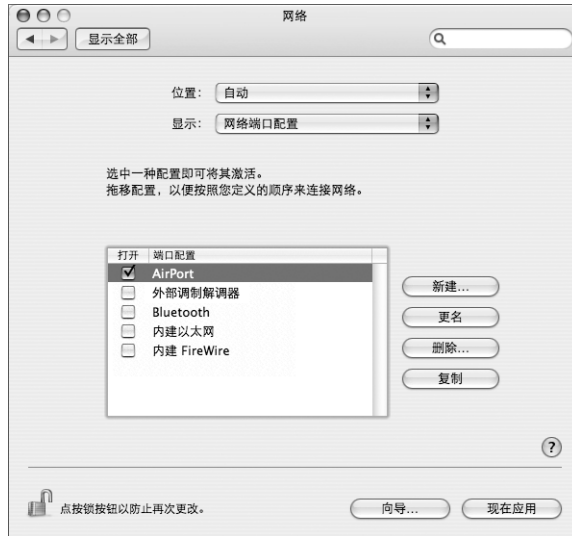 网络
显示全部
位置： 自动
显示： 网络端口配置
选中一种配置即可将其激活。
拖移配置，以便按照您定义的顺序来连接网络。
打开 端口配置
AirPort
外部调制解调器
Bluetooth
内建以太网
内建 FireWire
新建...
更名
删除...
复制
?
点按锁按钮以防止再次更改。
向导...
现在应用